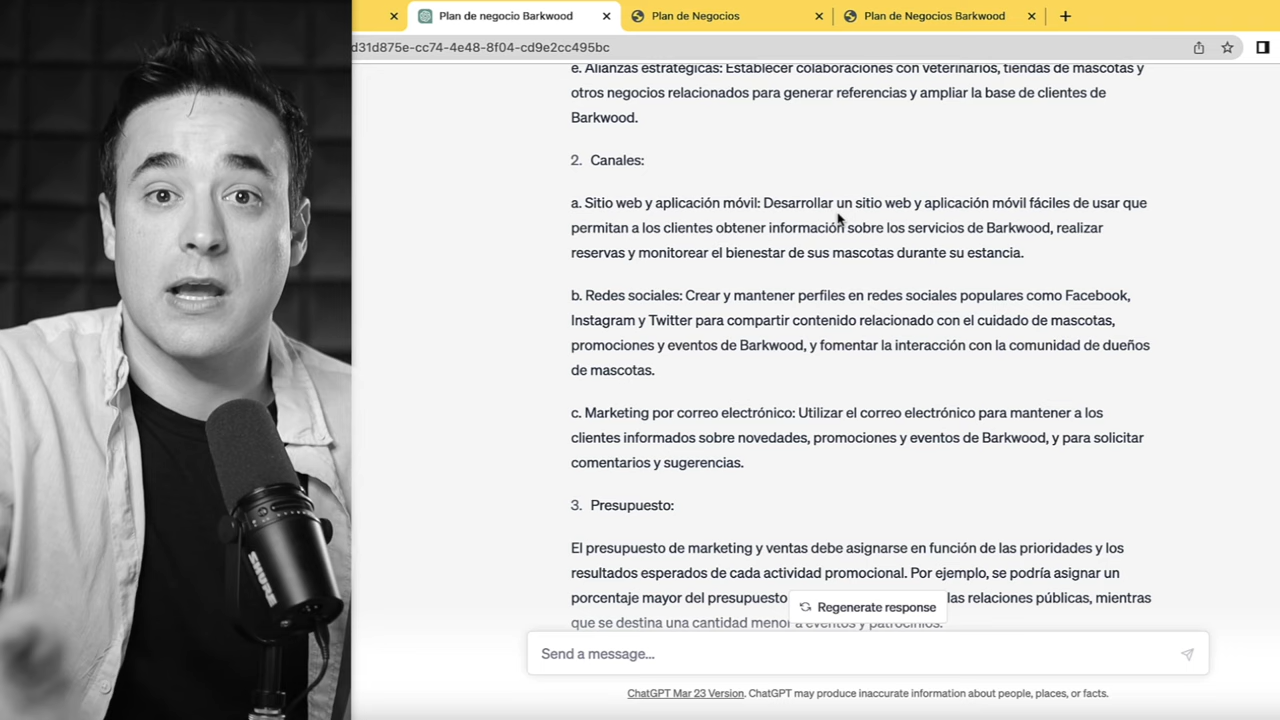 Plan de negocio Barkwood
Plan de Negocios
Plan de Negocios Barkwood
d31d875e-cc74-4e48-8f04-cd9e2cc495bc
e. Alianzas estratégicas: Establecer colaboraciones con veterinarios, tiendas de mascotas y
otros negocios relacionados para generar referencias y ampliar la base de clientes de
Barkwood.
2. Canales:
a. Sitio web y aplicación móvil: Desarrollar un sitio web y aplicación móvil fáciles de usar que
permitan a los clientes obtener información sobre los servicios de Barkwood, realizar
reservas y monitorear el bienestar de sus mascotas durante su estancia.
b. Redes sociales: Crear y mantener perfiles en redes sociales populares como Facebook,
Instagram y Twitter para compartir contenido relacionado con el cuidado de mascotas,
promociones y eventos de Barkwood, y fomentar la interacción con la comunidad de dueños
de mascotas.
c. Marketing por correo electrónico: Utilizar el correo electrónico para mantener a los
clientes informados sobre novedades, promociones y eventos de Barkwood, y para solicitar
comentarios y sugerencias.
3. Presupuesto:
El presupuesto de marketing y ventas debe asignarse en función de las prioridades y los
resultados esperados de cada actividad promocional. Por ejemplo, se podría asignar un
porcentaje mayor del presupuesto las relaciones públicas, mientras
Regenerate response
que se destina una cantidad menor a eventos y patrocinios.
Send a message...
ChatGPT Mar 23 Version. ChatGPT may produce inaccurate information about people, places, or facts.
SHURE